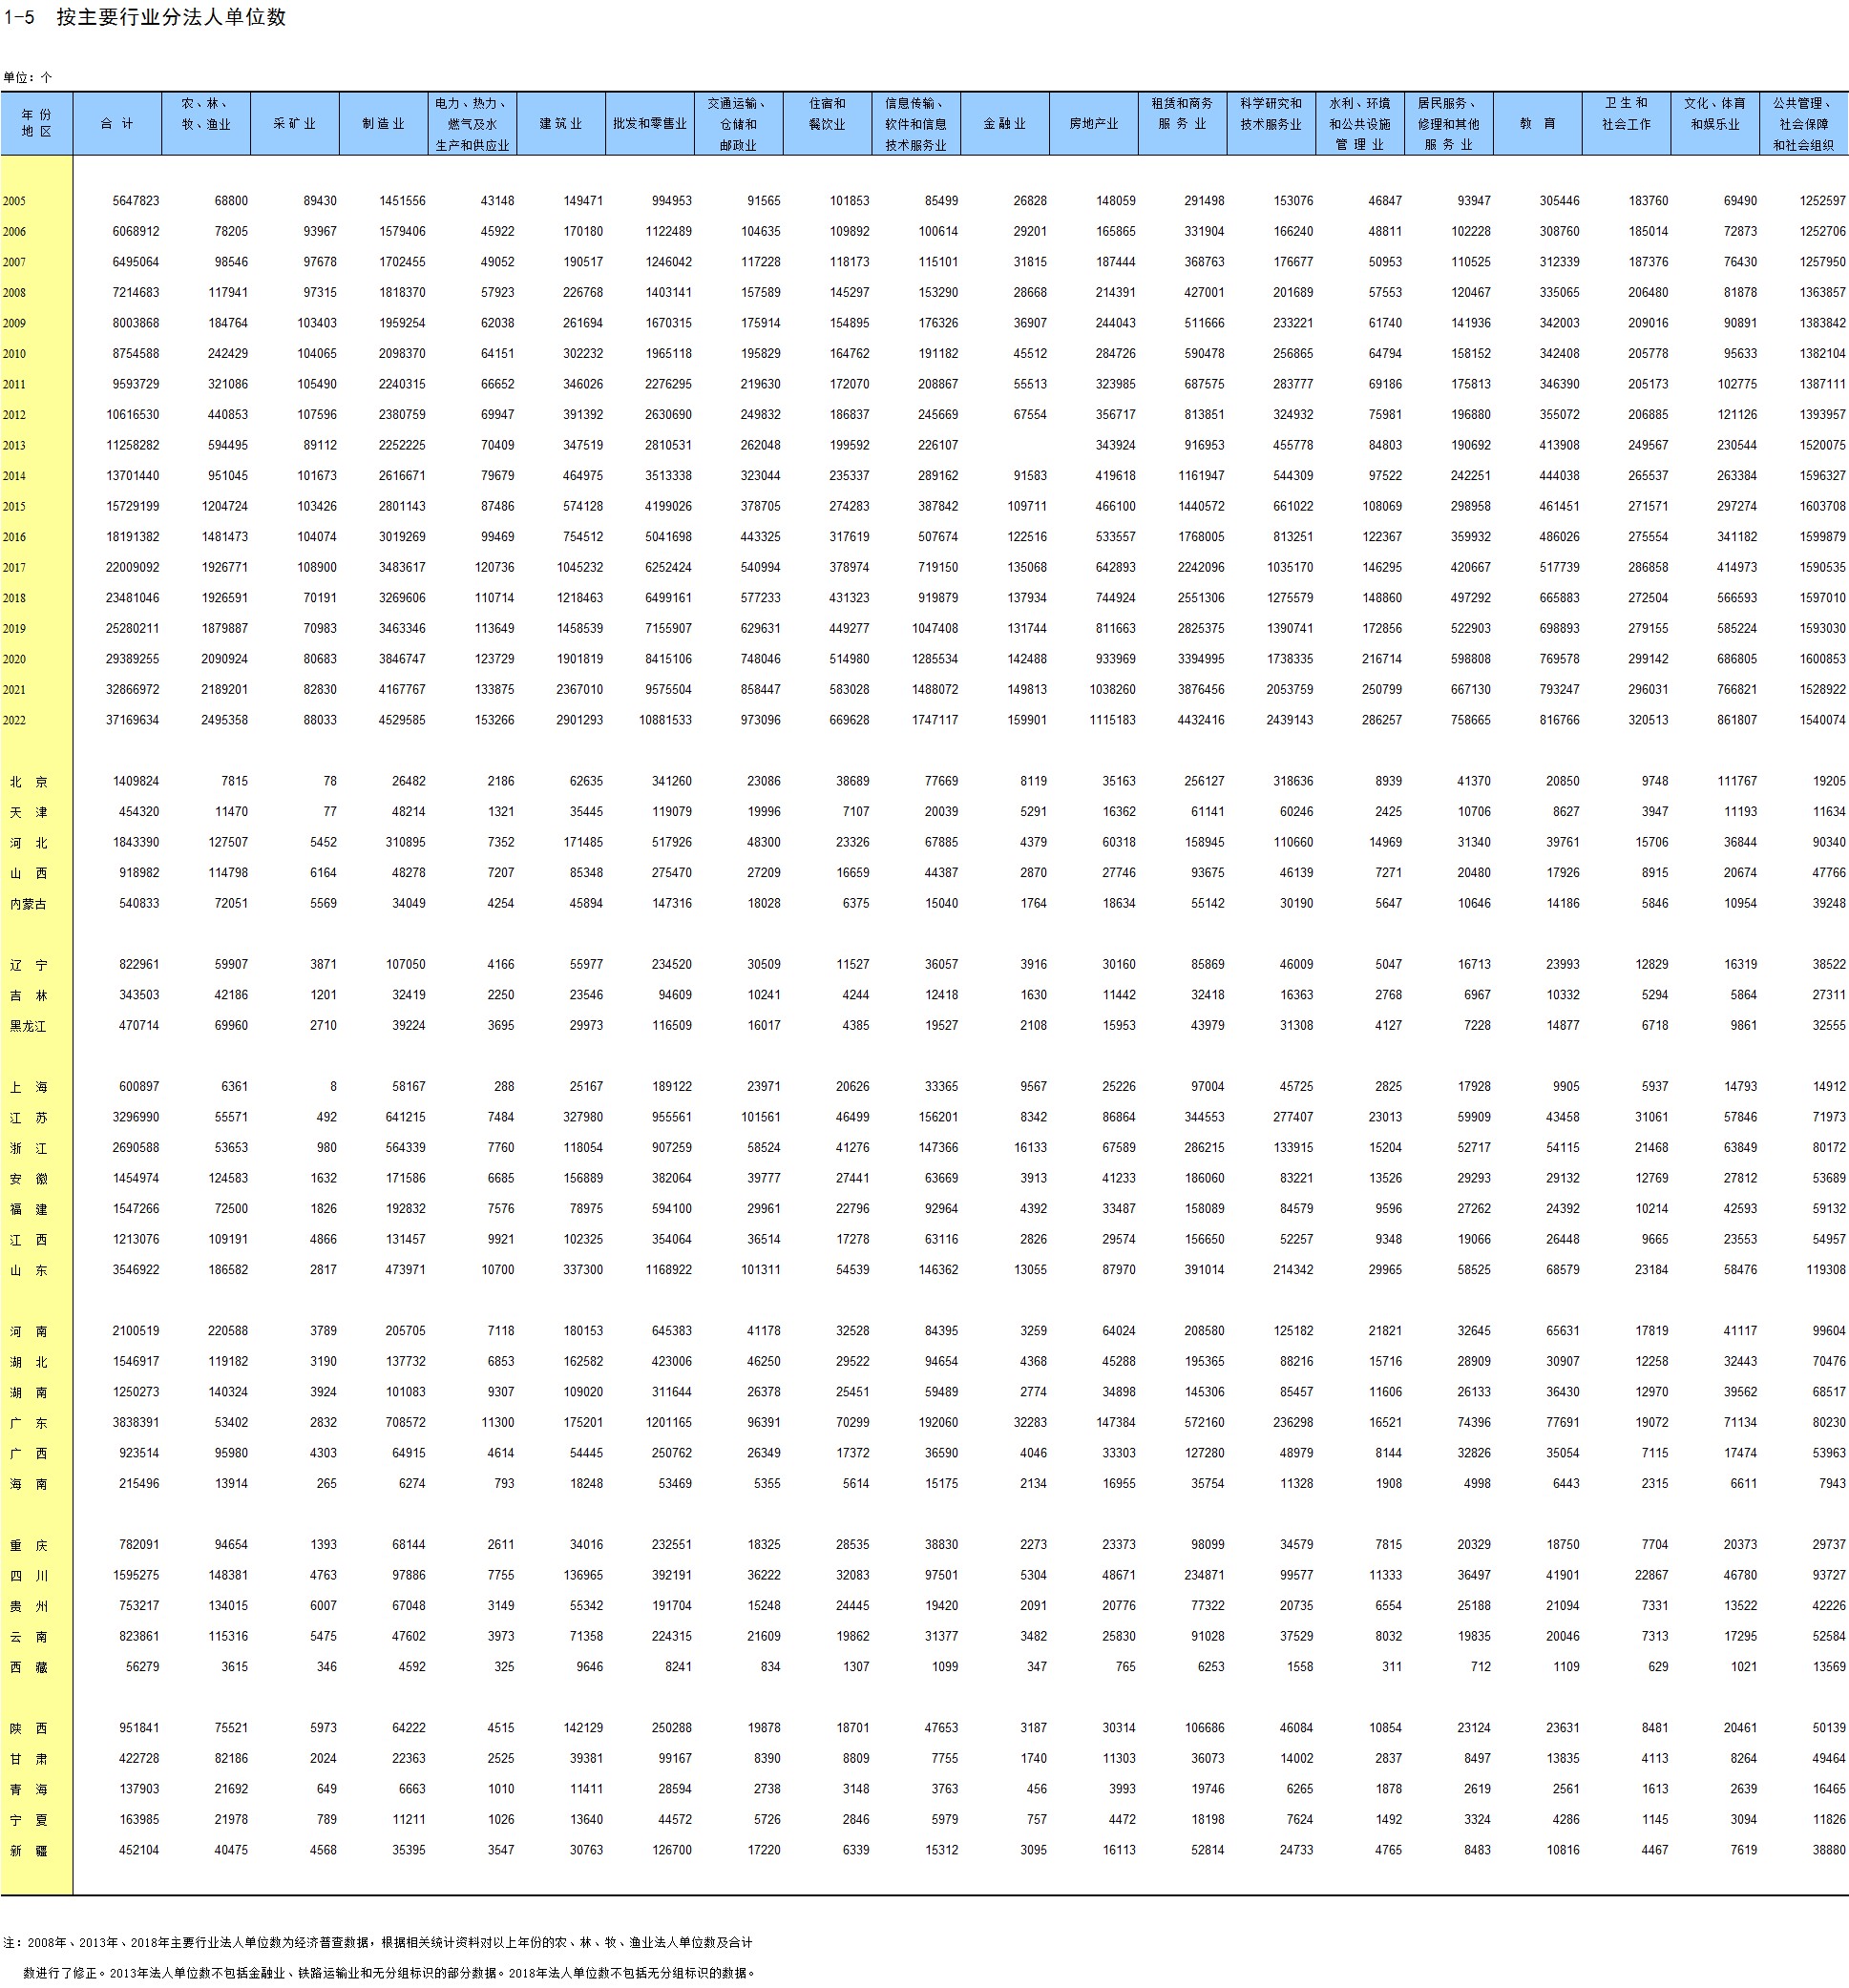 1-5 按主要行业分法人单位数
单位：个
年 份 地 区 合 计 农、林、牧、渔业 采 矿 业 制 造 业 电力、热力、燃气及水生产和供应业 建 筑 业 批发和零售业 交通运输、仓储和邮政业 住宿和餐饮业 信息传输、软件和信息技术服务业 金 融 业 房地产业 租赁和商务服 务 业 科学研究和技术服务业 水利、环境和公共设施管 理 业 居民服务、修理和其他服 务 业 教 育 卫 生 和社会工作 文化、体育和娱乐业 公共管理、社会保障和社会组织
2005 5647823 68800 89430 1451556 43148 149471 994953 91565 101853 85499 26828 148059 291498 153076 46847 93947 305446 183760 69490 1252597
2006 6068912 78205 93967 1579406 45922 170180 1122489 104635 109892 100614 29201 165865 331904 166240 48811 102228 308760 185014 72873 1252706
2007 6495064 98546 97678 1702455 49052 190517 1246042 117228 118173 115101 31815 187444 368763 176677 50953 110525 312339 187376 76430 1257950
2008 7214683 117941 97315 1818370 57923 226768 1403141 157589 145297 153290 28668 214391 427001 201689 57553 120467 335065 206480 81878 1363857
2009 8003868 184764 103403 1959254 62038 261694 1670315 175914 154895 176326 36907 244043 511666 233221 61740 141936 342003 209016 90891 1383842
2010 8754588 242429 104065 2098370 64151 302232 1965118 195829 164762 191182 45512 284726 590478 256865 64794 158152 342408 205778 95633 1382104
2011 9593729 321086 105490 2240315 66652 346026 2276295 219630 172070 208867 55513 323985 687575 283777 69186 175813 346390 205173 102775 1387111
2012 10616530 440853 107596 2380759 69947 391392 2630690 249832 186837 245669 67554 356717 813851 324932 75981 196880 355072 206885 121126 1393957
2013 11258282 594495 89112 2252225 70409 347519 2810531 262048 199592 226107 343924 916953 455778 84803 190692 413908 249567 230544 1520075
2014 13701440 951045 101673 2616671 79679 464975 3513338 323044 235337 289162 91583 419618 1161947 544309 97522 242251 444038 265537 263384 1596327
2015 15729199 1204724 103426 2801143 87486 574128 4199026 378705 274283 387842 109711 466100 1440572 661022 108069 298958 461451 271571 297274 1603708
2016 18191382 1481473 104074 3019269 99469 754512 5041698 443325 317619 507674 122516 533557 1768005 813251 122367 359932 486026 275554 341182 1599879
2017 22009092 1926771 108900 3483617 120736 1045232 6252424 540994 378974 719150 135068 642893 2242096 1035170 146295 420667 517739 286858 414973 1590535
2018 23481046 1926591 70191 3269606 110714 1218463 6499161 577233 431323 919879 137934 744924 2551306 1275579 148860 497292 665883 272504 566593 1597010
2019 25280211 1879887 70983 3463346 113649 1458539 7155907 629631 449277 1047408 131744 811663 2825375 1390741 172856 522903 698893 279155 585224 1593030
2020 29389255 2090924 80683 3846747 123729 1901819 8415106 748046 514980 1285534 142488 933969 3394995 1738335 216714 598808 769578 299142 686805 1600853
2021 32866972 2189201 82830 4167767 133875 2367010 9575504 858447 583028 1488072 149813 1038260 3876456 2053759 250799 667130 793247 296031 766821 1528922
2022 37169634 2495358 88033 4529585 153266 2901293 10881533 973096 669628 1747117 159901 1115183 4432416 2439143 286257 758665 816766 320513 861807 1540074
北 京 1409824 7815 78 26482 2186 62635 341260 23086 38689 77669 8119 35163 256127 318636 8939 41370 20850 9748 111767 19205
天 津 454320 11470 77 48214 1321 35445 119079 19996 7107 20039 5291 16362 61141 60246 2425 10706 8627 3947 11193 11634
河 北 1843390 127507 5452 310895 7352 171485 517926 48300 23326 67885 4379 60318 158945 110660 14969 31340 39761 15706 36844 90340
山 西 918982 114798 6164 48278 7207 85348 275470 27209 16659 44387 2870 27746 93675 46139 7271 20480 17926 8915 20674 47766
内蒙古 540833 72051 5569 34049 4254 45894 147316 18028 6375 15040 1764 18634 55142 30190 5647 10646 14186 5846 10954 39248
辽 宁 822961 59907 3871 107050 4166 55977 234520 30509 11527 36057 3916 30160 85869 46009 5047 16713 23993 12829 16319 38522
吉 林 343503 42186 1201 32419 2250 23546 94609 10241 4244 12418 1630 11442 32418 16363 2768 6967 10332 5294 5864 27311
黑龙江 470714 69960 2710 39224 3695 29973 116509 16017 4385 19527 2108 15953 43979 31308 4127 7228 14877 6718 9861 32555
上 海 600897 6361 8 58167 288 25167 189122 23971 20626 33365 9567 25226 97004 45725 2825 17928 9905 5937 14793 14912
江 苏 3296990 55571 492 641215 7484 327980 955561 101561 46499 156201 8342 86864 344553 277407 23013 59909 43458 31061 57846 71973
浙 江 2690588 53653 980 564339 7760 118054 907259 58524 41276 147366 16133 67589 286215 133915 15204 52717 54115 21468 63849 80172
安 徽 1454974 124583 1632 171586 6685 156889 382064 39777 27441 63669 3913 41233 186060 83221 13526 29293 29132 12769 27812 53689
福 建 1547266 72500 1826 192832 7576 78975 594100 29961 22796 92964 4392 33487 158089 84579 9596 27262 24392 10214 42593 59132
江 西 1213076 109191 4866 131457 9921 102325 354064 36514 17278 63116 2826 29574 156650 52257 9348 19066 26448 9665 23553 54957
山 东 3546922 186582 2817 473971 10700 337300 1168922 101311 54539 146362 13055 87970 391014 214342 29965 58525 68579 23184 58476 119308
河 南 2100519 220588 3789 205705 7118 180153 645383 41178 32528 84395 3259 64024 208580 125182 21821 32645 65631 17819 41117 99604
湖 北 1546917 119182 3190 137732 6853 162582 423006 46250 29522 94654 4368 45288 195365 88216 15716 28909 30907 12258 32443 70476
湖 南 1250273 140324 3924 101083 9307 109020 311644 26378 25451 59489 2774 34898 145306 85457 11606 26133 36430 12970 39562 68517
广 东 3838391 53402 2832 708572 11300 175201 1201165 96391 70299 192060 32283 147384 572160 236298 16521 74396 77691 19072 71134 80230
广 西 923514 95980 4303 64915 4614 54445 250762 26349 17372 36590 4046 33303 127280 48979 8144 32826 35054 7115 17474 53963
海 南 215496 13914 265 6274 793 18248 53469 5355 5614 15175 2134 16955 35754 11328 1908 4998 6443 2315 6611 7943
重 庆 782091 94654 1393 68144 2611 34016 232551 18325 28535 38830 2273 23373 98099 34579 7815 20329 18750 7704 20373 29737
四 川 1595275 148381 4763 97886 7755 136965 392191 36222 32083 97501 5304 48671 234871 99577 11333 36497 41901 22867 46780 93727
贵 州 753217 134015 6007 67048 3149 55342 191704 15248 24445 19420 2091 20776 77322 20735 6554 25188 21094 7331 13522 42226
云 南 823861 115316 5475 47602 3973 71358 224315 21609 19862 31377 3482 25830 91028 37529 8032 19835 20046 7313 17295 52584
西 藏 56279 3615 346 4592 325 9646 8241 834 1307 1099 347 765 6253 1558 311 712 1109 629 1021 13569
陕 西 951841 75521 5973 64222 4515 142129 250288 19878 18701 47653 3187 30314 106686 46084 10854 23124 23631 8481 20461 50139
甘 肃 422728 82186 2024 22363 2525 39381 99167 8390 8809 7755 1740 11303 36073 14002 2837 8497 13835 4113 8264 49464
青 海 137903 21692 649 6663 1010 11411 28594 2738 3148 3763 456 3993 19746 6265 1878 2619 2561 1613 2639 16465
宁 夏 163985 21978 789 11211 1026 13640 44572 5726 2846 5979 757 4472 18198 7624 1492 3324 4286 1145 3094 11826
新 疆 452104 40475 4568 35395 3547 30763 126700 17220 6339 15312 3095 16113 52814 24733 4765 8483 10816 4467 7619 38880
注：2008年、2013年、2018年主要行业法人单位数为经济普查数据，根据相关统计资料对以上年份的农、林、牧、渔业法人单位数及合计
数进行了修正。2013年法人单位数不包括金融业、铁路运输业和无分组标识的部分数据。2018年法人单位数不包括无分组标识的数据。